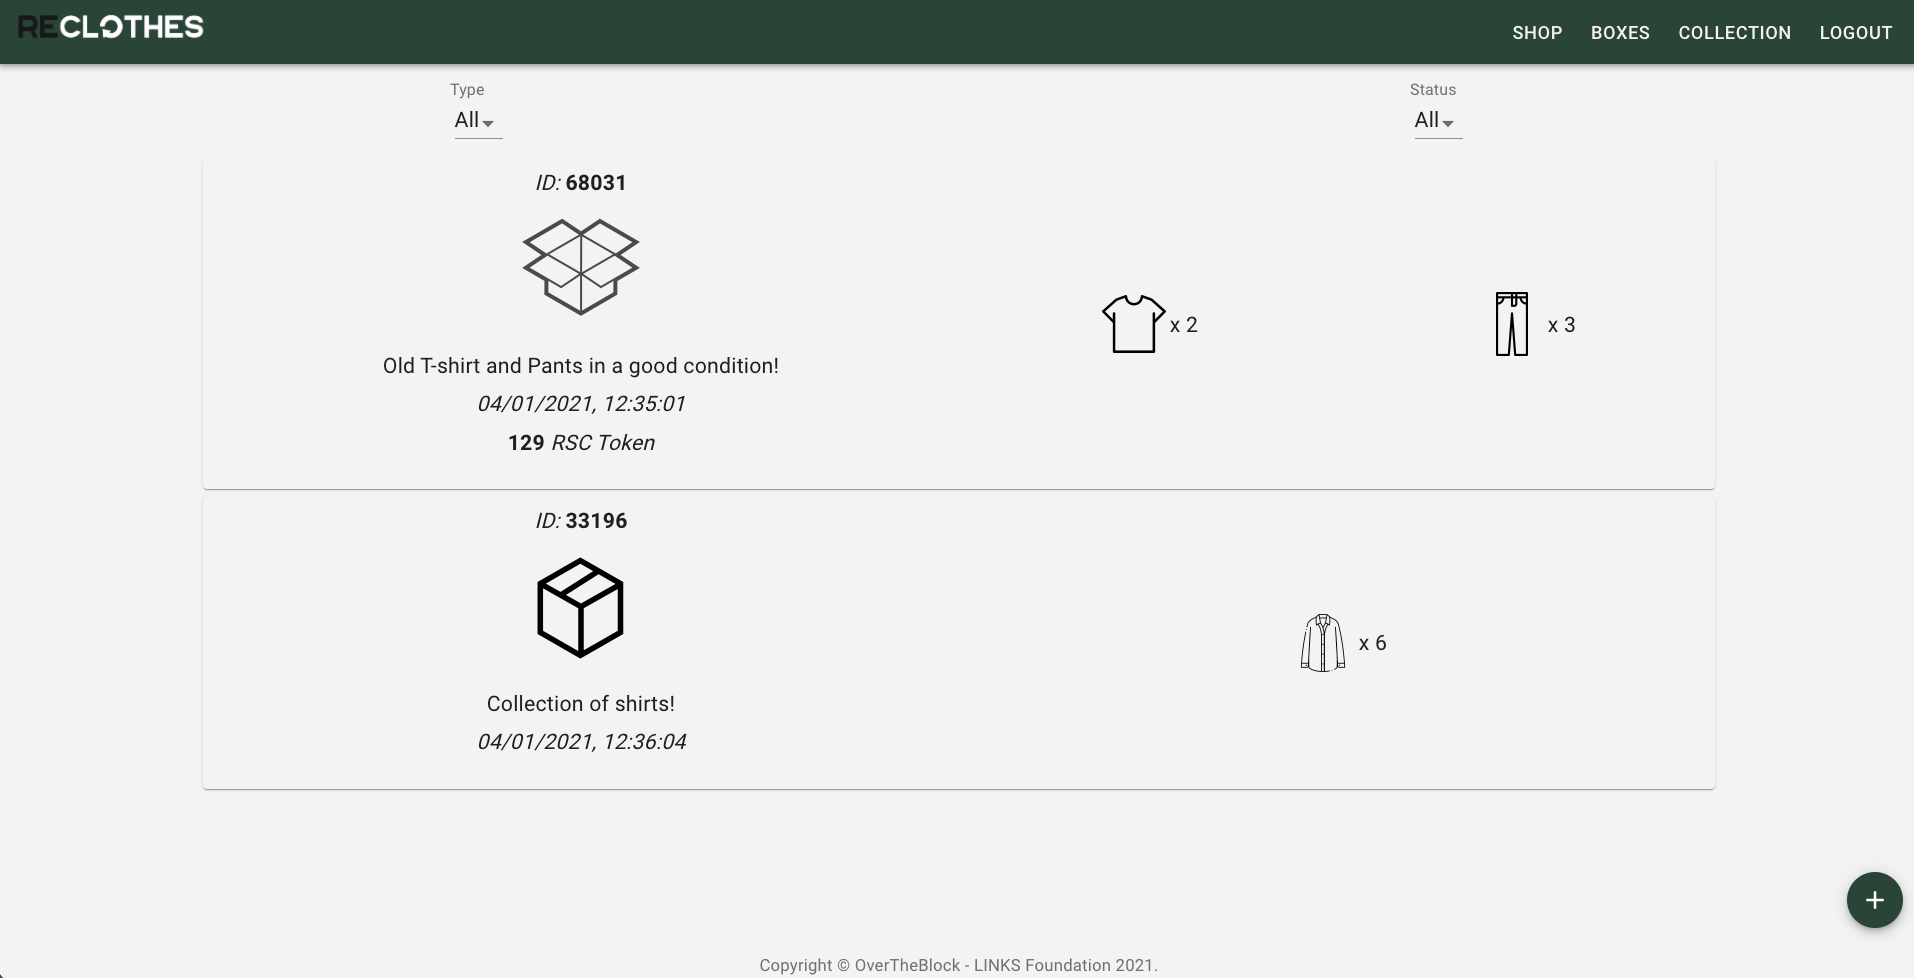 RECLOTHES
SHOP BOXES COLLECTION LOGOUT
Type
All
Status
All
ID: 68031
Old T-shirt and Pants in a good condition!
04/01/2021, 12:35:01
129 RSC Token
x 2
x 3
ID: 33196
Collection of shirts!
04/01/2021, 12:36:04
x 6
+
Copyright © OverTheBlock - LINKS Foundation 2021.